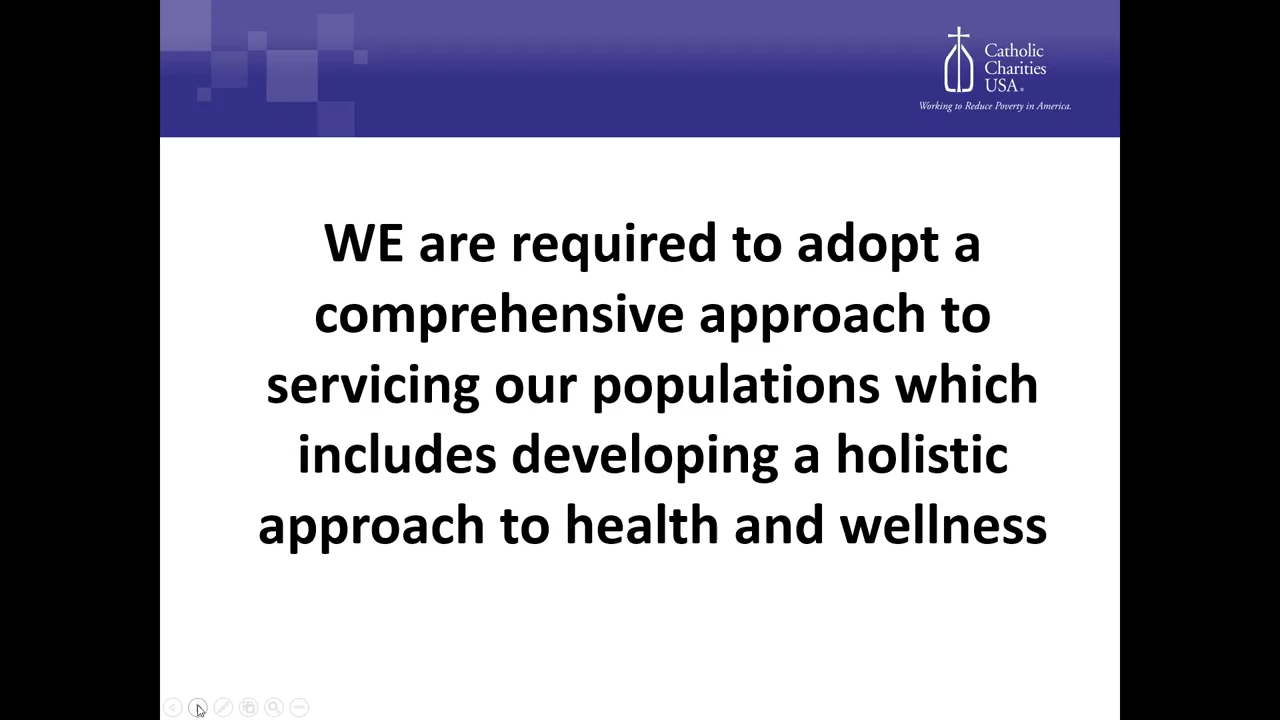 Catholic
Charities
USA®
Working to Reduce Poverty in America.
WE are required to adopt a
comprehensive approach to
servicing our populations which
includes developing a holistic
approach to health and wellness